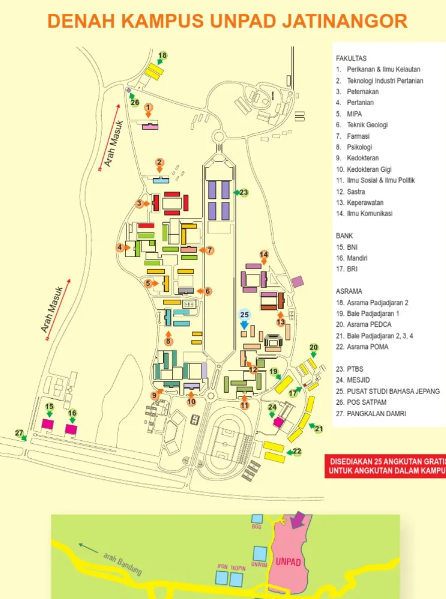 DENAH KAMPUS UNPAD JATINANGOR
FAKULTAS
1. Perikanan & Ilmu Kelautan
2. Teknologi Industri Pertanian
3. Peternakan
4. Pertanian
5. MIPA
6. Teknik Geologi
7. Farmasi
8. Psikologi
9. Kedokteran
10. Kedokteran Gigi
11. Ilmu Sosial & Ilmu Politik
12. Sastra
13. Keperawatan
14. Ilmu Komunikasi
BANK
15. BNI
16. Mandiri
17. BRI
ASRAMA
18. Asrama Padjadjaran 2
19. Bale Padjadjaran 1
20. Asrama PEDCA
21. Bale Padjadjaran 2, 3, 4
22. Asrama POMA
23. PTBS
24. MESJID
25. PUSAT STUDI BAHASA JEPANG
26. POS SATPAM
27. PANGKALAN DAMRI
DISEDIAKAN 25 ANGKUTAN GRATIS
UNTUK ANGKUTAN DALAM KAMPU
18
26
1
Arah Masuk
2
3
23
4
7
14
5
6
Arah Masuk
25
13
8
20
12
19
17
9
10
11
15
16
24
21
27
22
arah Bandung
UNWIM
UNPAD